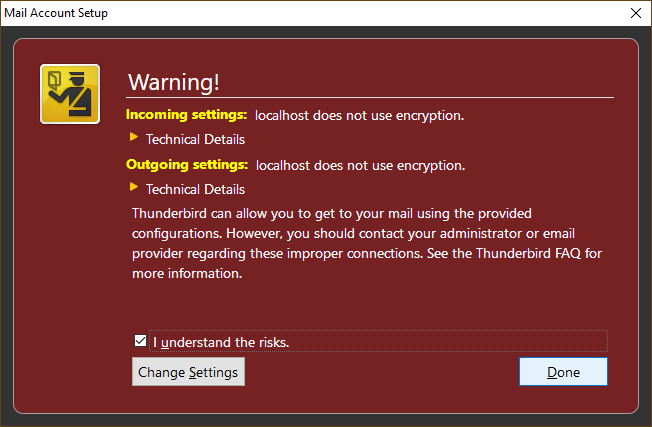 Mail Account Setup
Warning!
Incoming settings: localhost does not use encryption.
Technical Details
Outgoing settings: localhost does not use encryption.
Technical Details
Thunderbird can allow you to get to your mail using the provided
configurations. However, you should contact your administrator or email
provider regarding these improper connections. See the Thunderbird FAQ for
more information.
I understand the risks.
Change Settings
Done